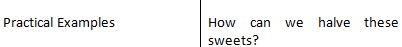 Practical Examples
How can we halve these
sweets?